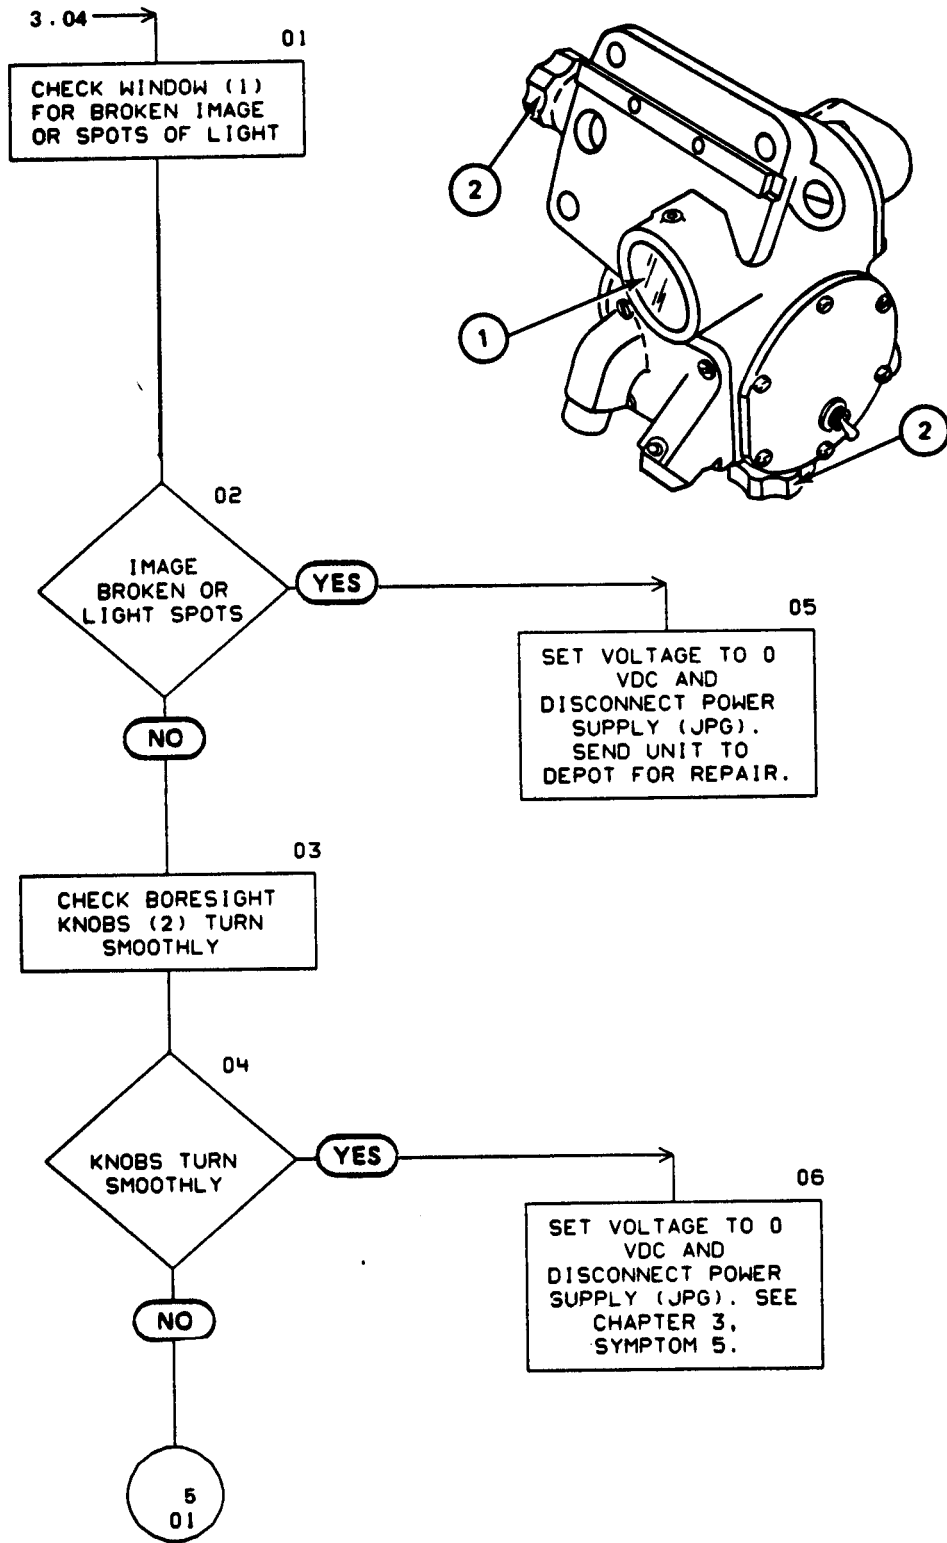 3.04
01
CHECK WINDOW (1)
FOR BROKEN IMAGE
OR SPOTS OF LIGHT
2
1
2
02
IMAGE
BROKEN OR
LIGHT SPOTS
YES
05
SET VOLTAGE TO 0
VDC AND
DISCONNECT POWER
SUPPLY (JPG).
SEND UNIT TO
DEPOT FOR REPAIR.
NO
03
CHECK BORESIGHT
KNOBS (2) TURN
SMOOTHLY
04
KNOBS TURN
SMOOTHLY
YES
06
SET VOLTAGE TO 0
VDC AND
DISCONNECT POWER
SUPPLY (JPG). SEE
CHAPTER 3,
SYMPTOM 5.
NO
5
01